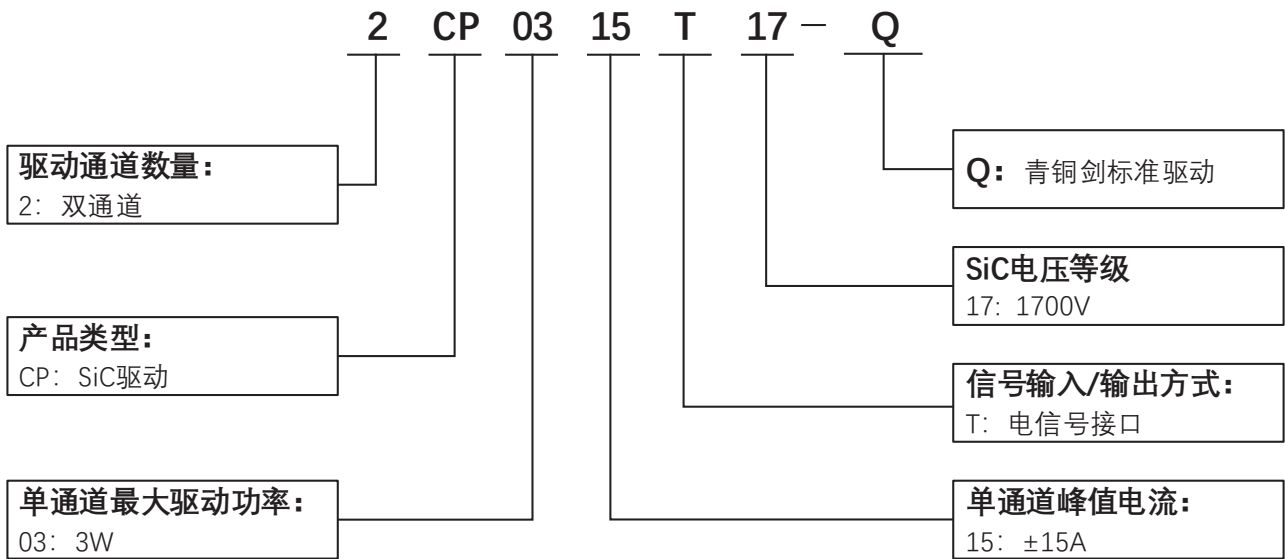 2 CP 03 15 T 17 - Q
驱动通道数量：
2：双通道
产品类型：
CP：SiC驱动
单通道最大驱动功率：
03：3W
Q：青铜剑标准驱动
SiC电压等级
17：1700V
信号输入/输出方式：
T：电信号接口
单通道峰值电流：
15：±15A